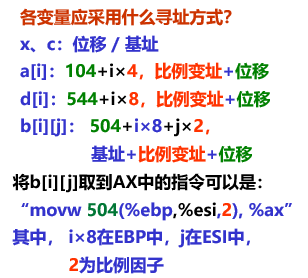 各变量应采用什么寻址方式？
x、c：位移 / 基址
a[i]：104+i×4，比例变址+位移
d[i]：544+i×8，比例变址+位移
b[i][j]： 504+i×8+j×2，
基址+比例变址+位移
将b[i][j]取到AX中的指令可以是：
“movw 504(%ebp,%esi,2), %ax”
其中， i×8在EBP中，j在ESI中，
2为比例因子